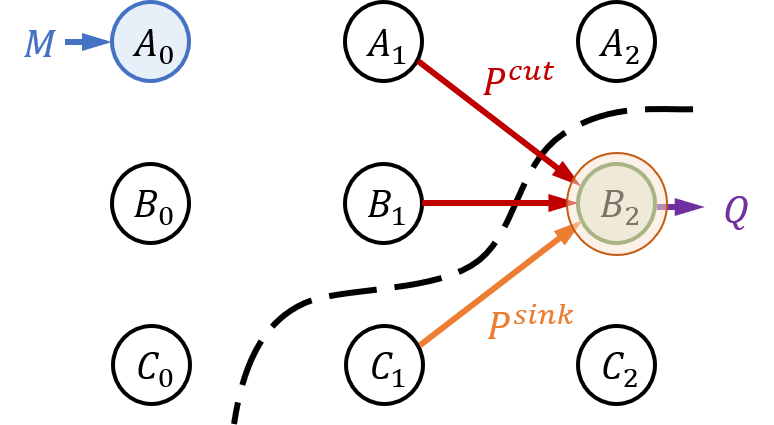 M A₀ A₁ A₂
P^cut
B₀ B₁ B₂ Q
P^sink
C₀ C₁ C₂